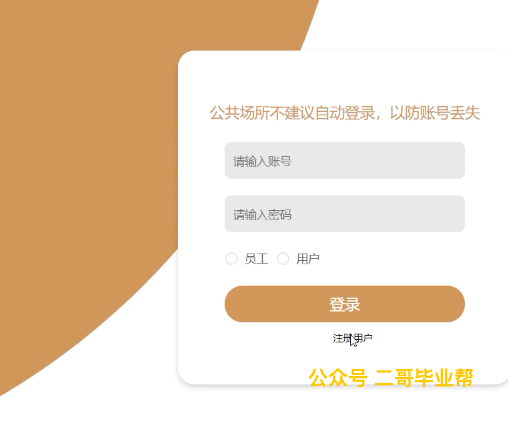 公共场所不建议自动登录，以防账号丢失
请输入账号
请输入密码
员工 用户
登录
注册用户
公众号 二哥毕业帮